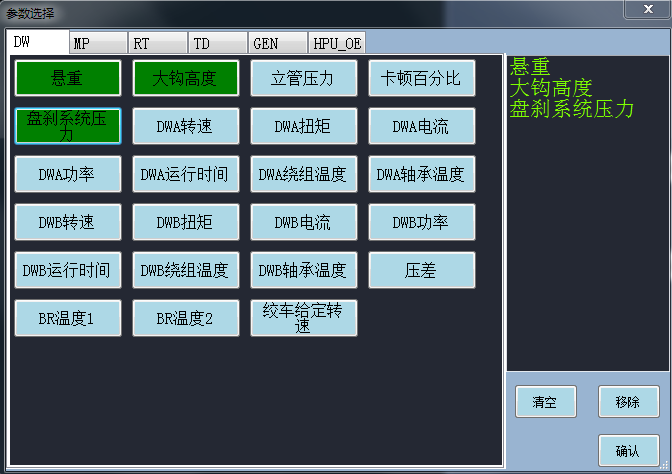 参数选择
DW MP RT TD GEN HPU_OE
悬重 大钩高度 立管压力 卡顿百分比
盘刹系统压
力
DWA转速 DWA扭矩 DWA电流
DWA功率 DWA运行时间 DWA绕组温度 DWA轴承温度
DWB转速 DWB扭矩 DWB电流 DWB功率
DWB运行时间 DWB绕组温度 DWB轴承温度 压差
BR温度1 BR温度2
绞车给定转
速
悬重
大钩高度
盘刹系统压力
清空 移除
确认